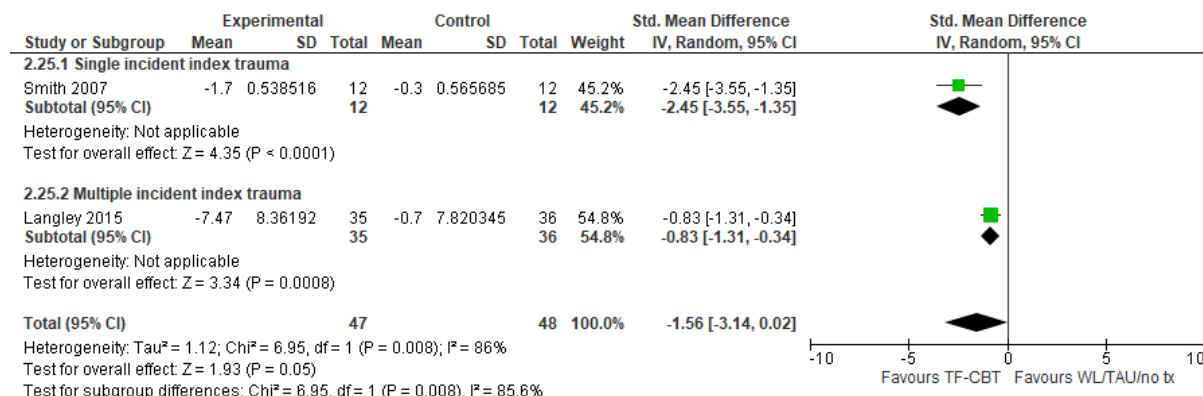 Experimental Control Std. Mean Difference Std. Mean Difference
Study or Subgroup Mean SD Total Mean SD Total Weight IV, Random, 95% CI IV, Random, 95% CI
2.25.1 Single incident index trauma
Smith 2007 -1.7 0.538516 12 -0.3 0.565685 12 45.2% -2.45 [-3.55, -1.35]
Subtotal (95% CI) 12 12 45.2% -2.45 [-3.55, -1.35]
Heterogeneity: Not applicable
Test for overall effect: Z = 4.35 (P < 0.0001)
2.25.2 Multiple incident index trauma
Langley 2015 -7.47 8.36192 35 -0.7 7.820345 36 54.8% -0.83 [-1.31, -0.34]
Subtotal (95% CI) 35 36 54.8% -0.83 [-1.31, -0.34]
Heterogeneity: Not applicable
Test for overall effect: Z = 3.34 (P = 0.0008)
Total (95% CI) 47 48 100.0% -1.56 [-3.14, 0.02]
Heterogeneity: Tau² = 1.12; Chi² = 6.95, df = 1 (P = 0.008); I² = 86%
Test for overall effect: Z = 1.93 (P = 0.05)
Test for subgroup differences: Chi² = 6.95, df = 1 (P = 0.008), I² = 85.6%
-10 -5 0 5 10
Favours TF-CBT Favours WL/TAU/no tx